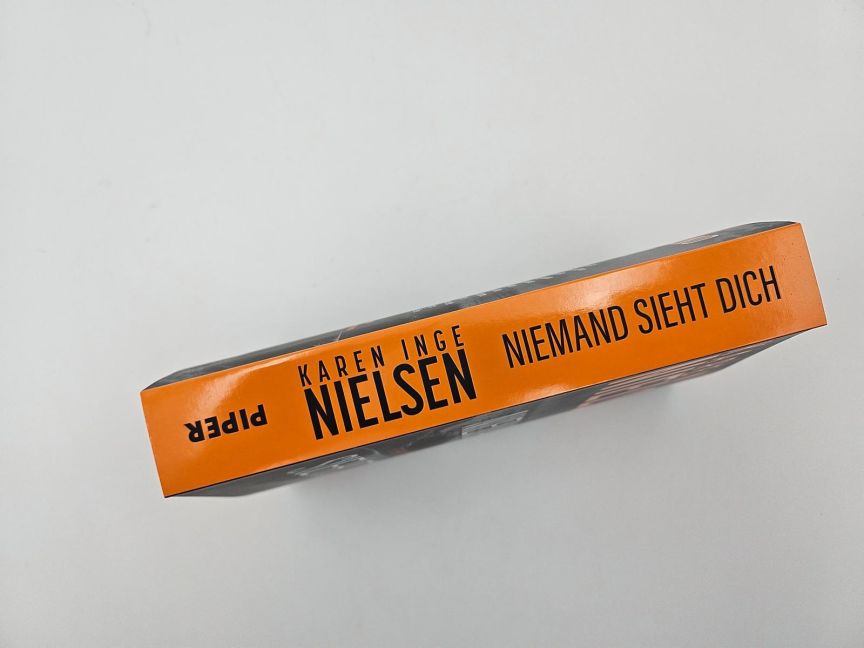 PIPER
KAREN INGE
NIELSEN
NIEMAND SIEHT DICH